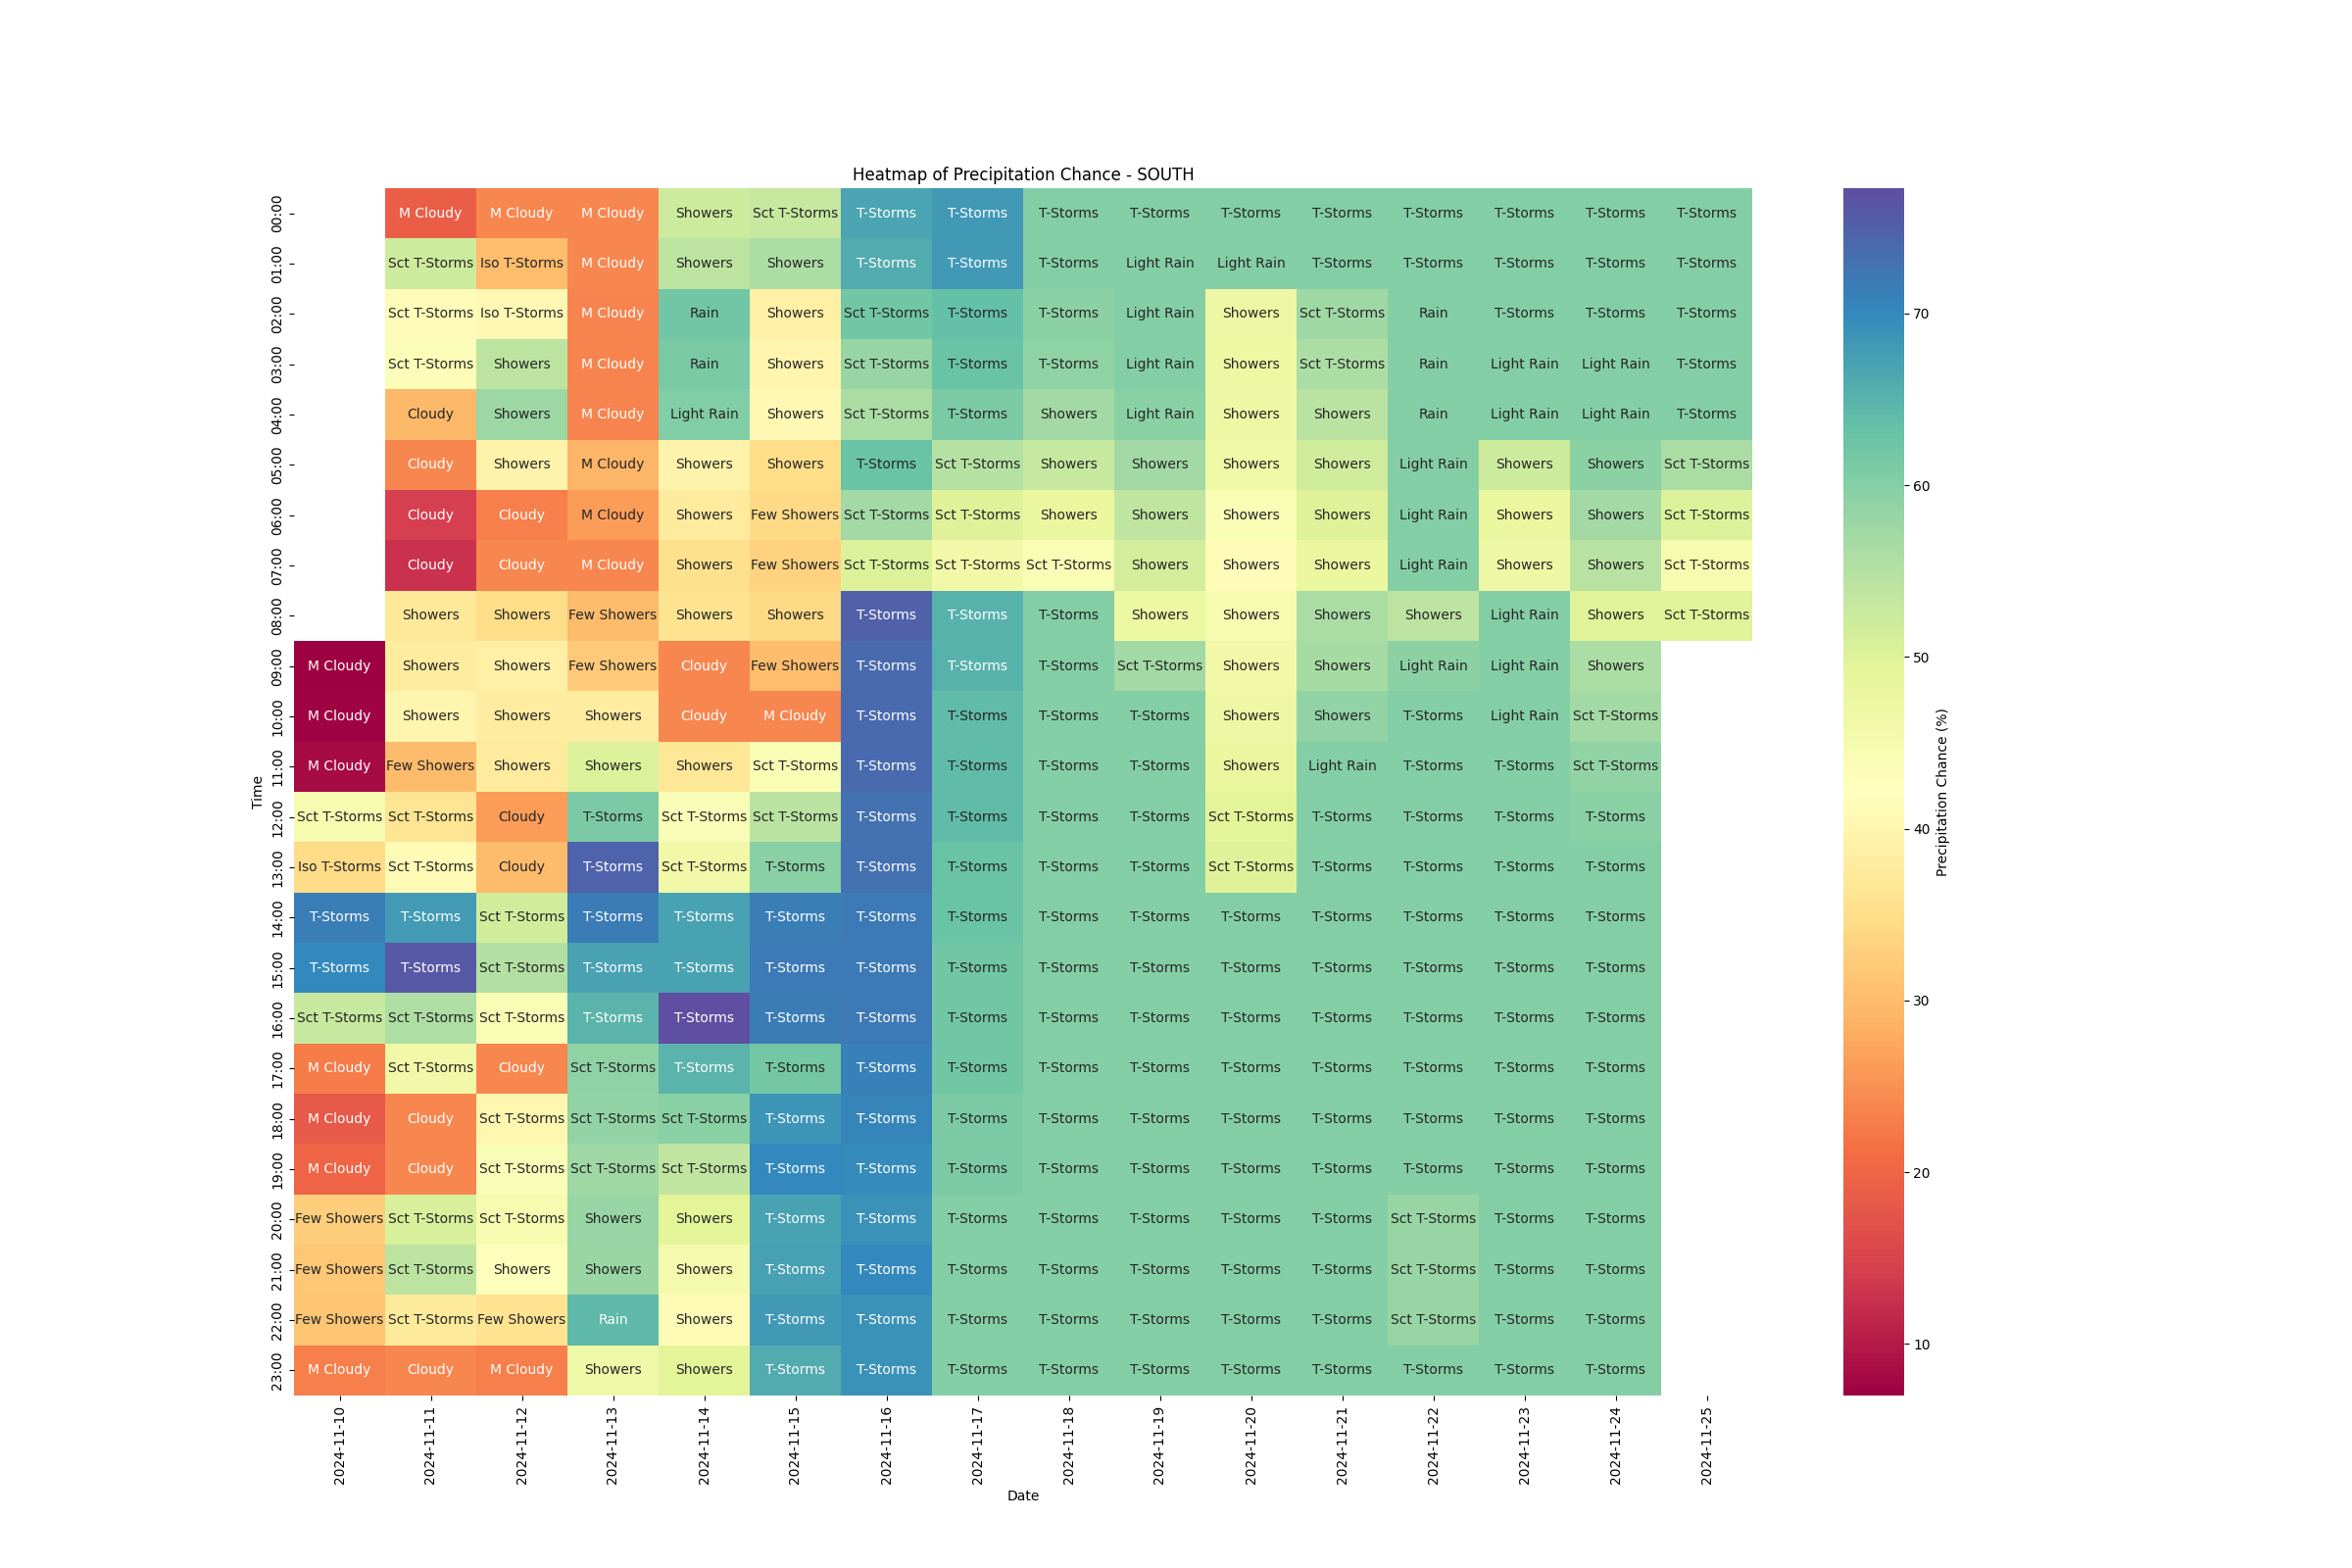 Heatmap of Precipitation Chance - SOUTH
00:00 M Cloudy M Cloudy M Cloudy Showers Sct T-Storms T-Storms T-Storms T-Storms T-Storms T-Storms T-Storms T-Storms T-Storms T-Storms T-Storms
01:00 Sct T-Storms Iso T-Storms M Cloudy Showers Showers T-Storms T-Storms T-Storms Light Rain Light Rain T-Storms T-Storms T-Storms T-Storms T-Storms
02:00 Sct T-Storms Iso T-Storms M Cloudy Rain Showers Sct T-Storms T-Storms T-Storms Light Rain Showers Sct T-Storms Rain T-Storms T-Storms T-Storms
03:00 Sct T-Storms Showers M Cloudy Rain Showers Sct T-Storms T-Storms T-Storms Light Rain Showers Sct T-Storms Rain Light Rain Light Rain T-Storms
04:00 Cloudy Showers M Cloudy Light Rain Showers Sct T-Storms T-Storms Showers Light Rain Showers Showers Rain Light Rain Light Rain T-Storms
05:00 Cloudy Showers M Cloudy Showers Showers T-Storms Sct T-Storms Showers Showers Showers Showers Light Rain Showers Showers Sct T-Storms
06:00 Cloudy Cloudy M Cloudy Showers Few Showers Sct T-Storms Sct T-Storms Showers Showers Showers Showers Light Rain Showers Showers Sct T-Storms
07:00 Cloudy Cloudy M Cloudy Showers Few Showers Sct T-Storms Sct T-Storms Sct T-Storms Showers Showers Showers Light Rain Showers Showers Sct T-Storms
08:00 Showers Showers Few Showers Showers Showers T-Storms T-Storms T-Storms Showers Showers Showers Showers Light Rain Showers Sct T-Storms
09:00 M Cloudy Showers Showers Few Showers Cloudy Few Showers T-Storms T-Storms T-Storms Sct T-Storms Showers Showers Light Rain Light Rain Showers
10:00 M Cloudy Showers Showers Showers Cloudy M Cloudy T-Storms T-Storms T-Storms T-Storms Showers Showers T-Storms Light Rain Sct T-Storms
11:00 M Cloudy Few Showers Showers Showers Showers Sct T-Storms T-Storms T-Storms T-Storms T-Storms Showers Light Rain T-Storms T-Storms Sct T-Storms
12:00 Sct T-Storms Sct T-Storms Cloudy T-Storms Sct T-Storms Sct T-Storms T-Storms T-Storms T-Storms T-Storms Sct T-Storms T-Storms T-Storms T-Storms T-Storms
13:00 Iso T-Storms Sct T-Storms Cloudy T-Storms Sct T-Storms T-Storms T-Storms T-Storms T-Storms T-Storms Sct T-Storms T-Storms T-Storms T-Storms T-Storms
14:00 T-Storms T-Storms Sct T-Storms T-Storms T-Storms T-Storms T-Storms T-Storms T-Storms T-Storms T-Storms T-Storms T-Storms T-Storms T-Storms
15:00 T-Storms T-Storms Sct T-Storms T-Storms T-Storms T-Storms T-Storms T-Storms T-Storms T-Storms T-Storms T-Storms T-Storms T-Storms T-Storms
16:00 Sct T-Storms Sct T-Storms Sct T-Storms T-Storms T-Storms T-Storms T-Storms T-Storms T-Storms T-Storms T-Storms T-Storms T-Storms T-Storms T-Storms
17:00 M Cloudy Sct T-Storms Cloudy Sct T-Storms T-Storms T-Storms T-Storms T-Storms T-Storms T-Storms T-Storms T-Storms T-Storms T-Storms T-Storms
18:00 M Cloudy Cloudy Sct T-Storms Sct T-Storms Sct T-Storms T-Storms T-Storms T-Storms T-Storms T-Storms T-Storms T-Storms T-Storms T-Storms T-Storms
19:00 M Cloudy Cloudy Sct T-Storms Sct T-Storms Sct T-Storms T-Storms T-Storms T-Storms T-Storms T-Storms T-Storms T-Storms T-Storms T-Storms T-Storms
20:00 Few Showers Sct T-Storms Sct T-Storms Showers Showers T-Storms T-Storms T-Storms T-Storms T-Storms T-Storms T-Storms Sct T-Storms T-Storms T-Storms
21:00 Few Showers Sct T-Storms Showers Showers Showers T-Storms T-Storms T-Storms T-Storms T-Storms T-Storms T-Storms Sct T-Storms T-Storms T-Storms
22:00 Few Showers Sct T-Storms Few Showers Rain Showers T-Storms T-Storms T-Storms T-Storms T-Storms T-Storms T-Storms Sct T-Storms T-Storms T-Storms
23:00 M Cloudy Cloudy M Cloudy Showers Showers T-Storms T-Storms T-Storms T-Storms T-Storms T-Storms T-Storms T-Storms T-Storms T-Storms
2024-11-10 2024-11-11 2024-11-12 2024-11-13 2024-11-14 2024-11-15 2024-11-16 2024-11-17 2024-11-18 2024-11-19 2024-11-20 2024-11-21 2024-11-22 2024-11-23 2024-11-24 2024-11-25
Date
Time
70
60
50
40
30
20
10
Precipitation Chance (%)